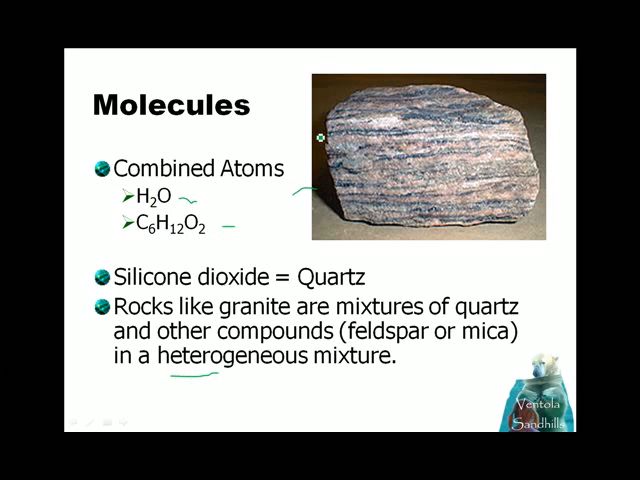 Molecules
Combined Atoms
H₂O
C₆H₁₂O₂
Silicone dioxide = Quartz
Rocks like granite are mixtures of quartz
and other compounds (feldspar or mica)
in a heterogeneous mixture.
Ventola
Sandhills